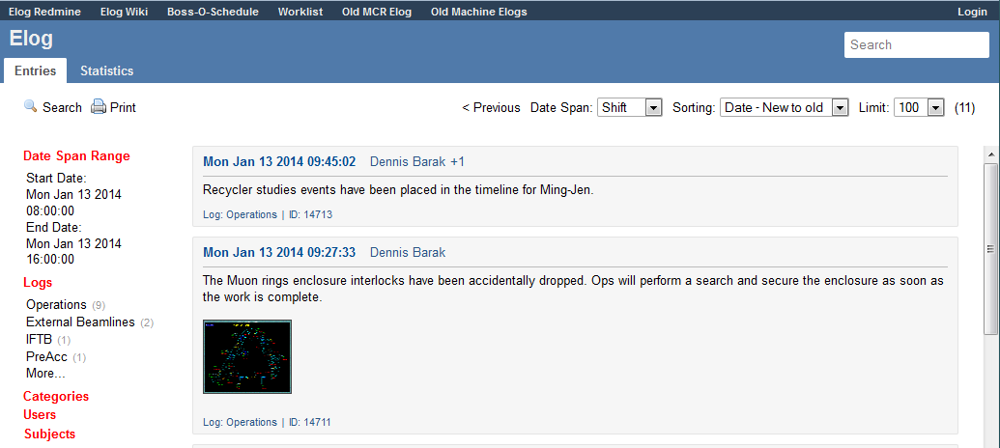 Elog Redmine Elog Wiki Boss-O-Schedule Worklist Old MCR Elog Old Machine Elogs Login
Elog
Search
Entries Statistics
Search Print < Previous Date Span: Shift Sorting: Date - New to old Limit: 100 (11)
Date Span Range
Start Date:
Mon Jan 13 2014
08:00:00
End Date:
Mon Jan 13 2014
16:00:00
Logs
Operations (9)
External Beamlines (2)
IFTB (1)
PreAcc (1)
More...
Categories
Users
Subjects
Mon Jan 13 2014 09:45:02 Dennis Barak +1
Recycler studies events have been placed in the timeline for Ming-Jen.
Log: Operations | ID: 14713
Mon Jan 13 2014 09:27:33 Dennis Barak
The Muon rings enclosure interlocks have been accidentally dropped. Ops will perform a search and secure the enclosure as soon as
the work is complete.
Log: Operations | ID: 14711